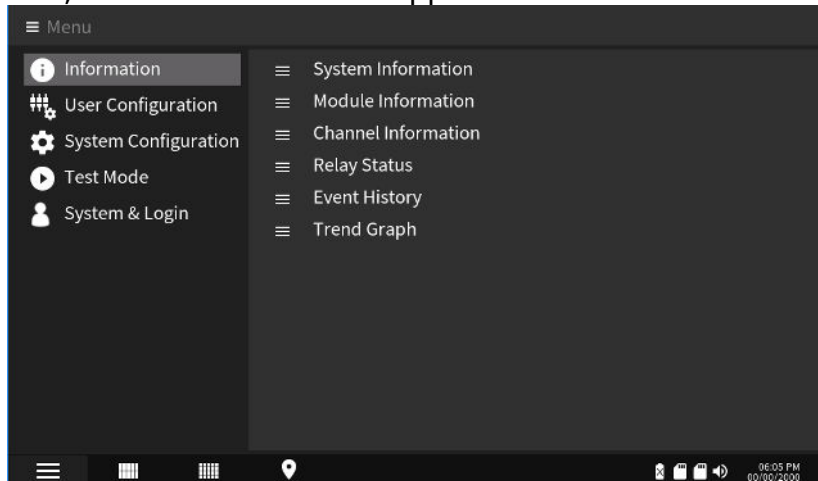 Menu
Information
User Configuration
System Configuration
Test Mode
System & Login
System Information
Module Information
Channel Information
Relay Status
Event History
Trend Graph
06:05 PM
00/00/2000